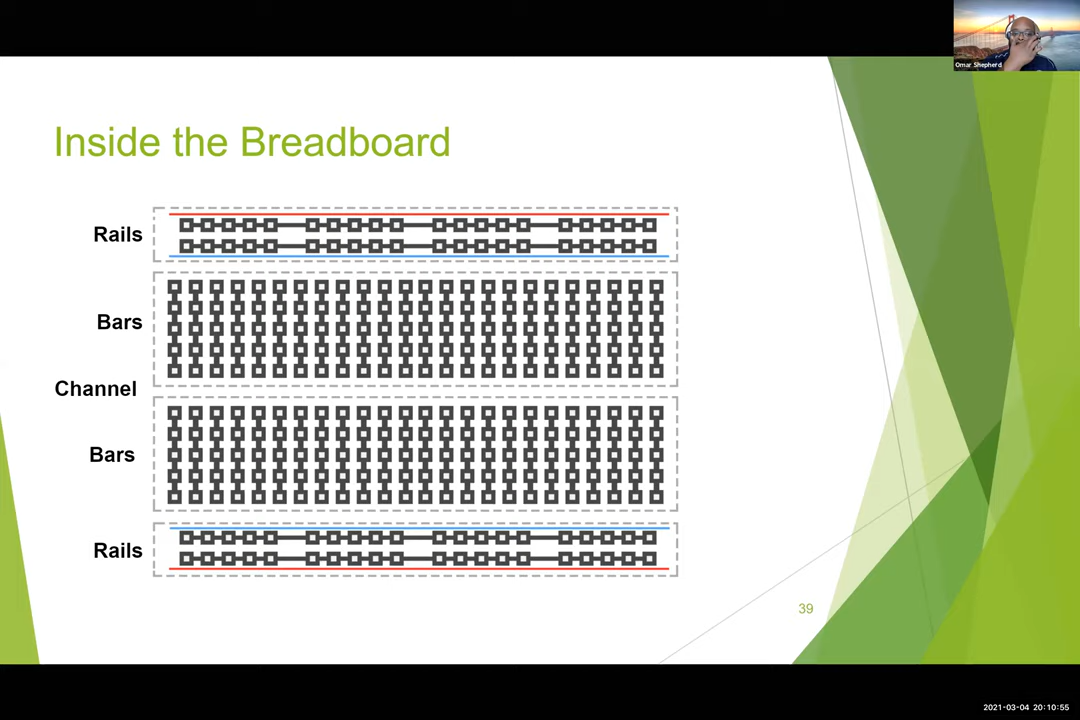 Omar Shepherd
Inside the Breadboard
Rails
Bars
Channel
Bars
Rails
39
2021-03-04 20:10:55